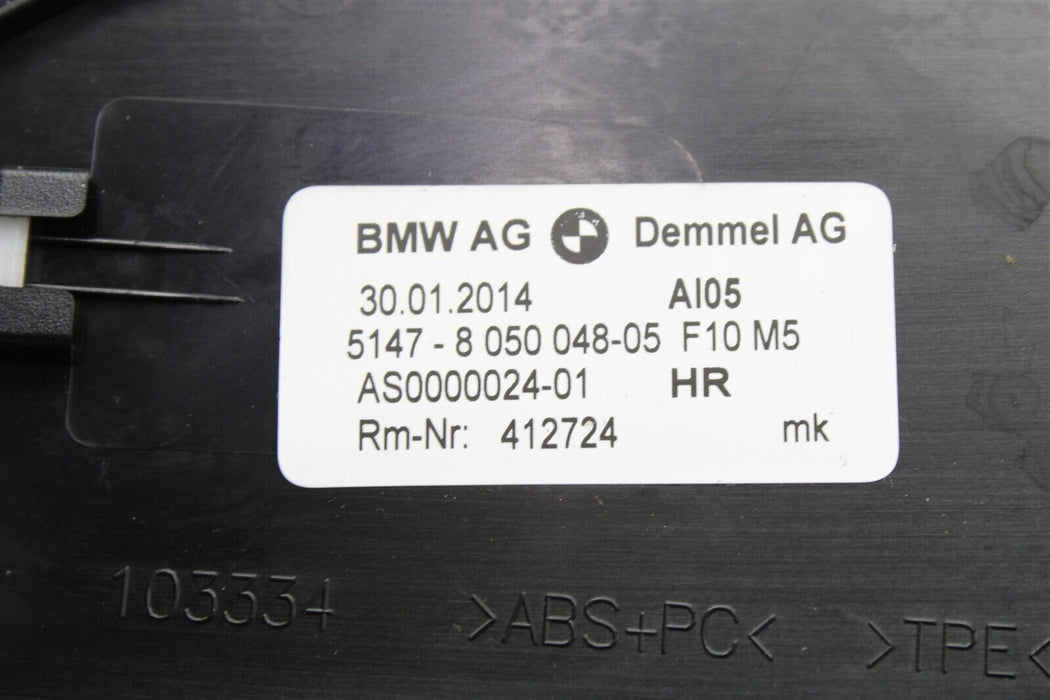 BMW AG Demmel AG
30.01.2014 AI05
5147 - 8 050 048-05 F10 M5
AS0000024-01 HR
Rm-Nr: 412724 mk
103334 >ABS+PC< >TPE<